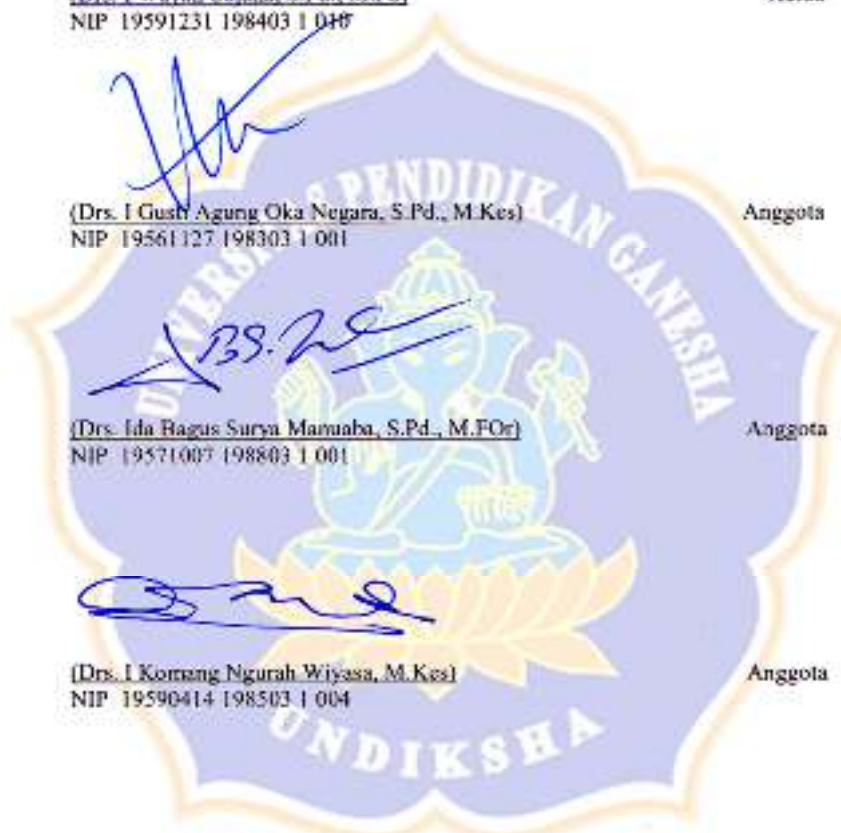 NIP 19591231 198403 1 010
(Drs. I Gusti Agung Oka Negara, S.Pd., M.Kes) Anggota
NIP 19561127 198303 1 001
(Drs. Ida Bagus Surya Manuaba, S.Pd., M.FOr) Anggota
NIP 19571007 198803 1 001
(Drs. I Komang Ngurah Wiyasa, M.Kes) Anggota
NIP 19590414 198503 1 004
UNIVERSITAS PENDIDIKAN GANESHA
UNDIKSHA